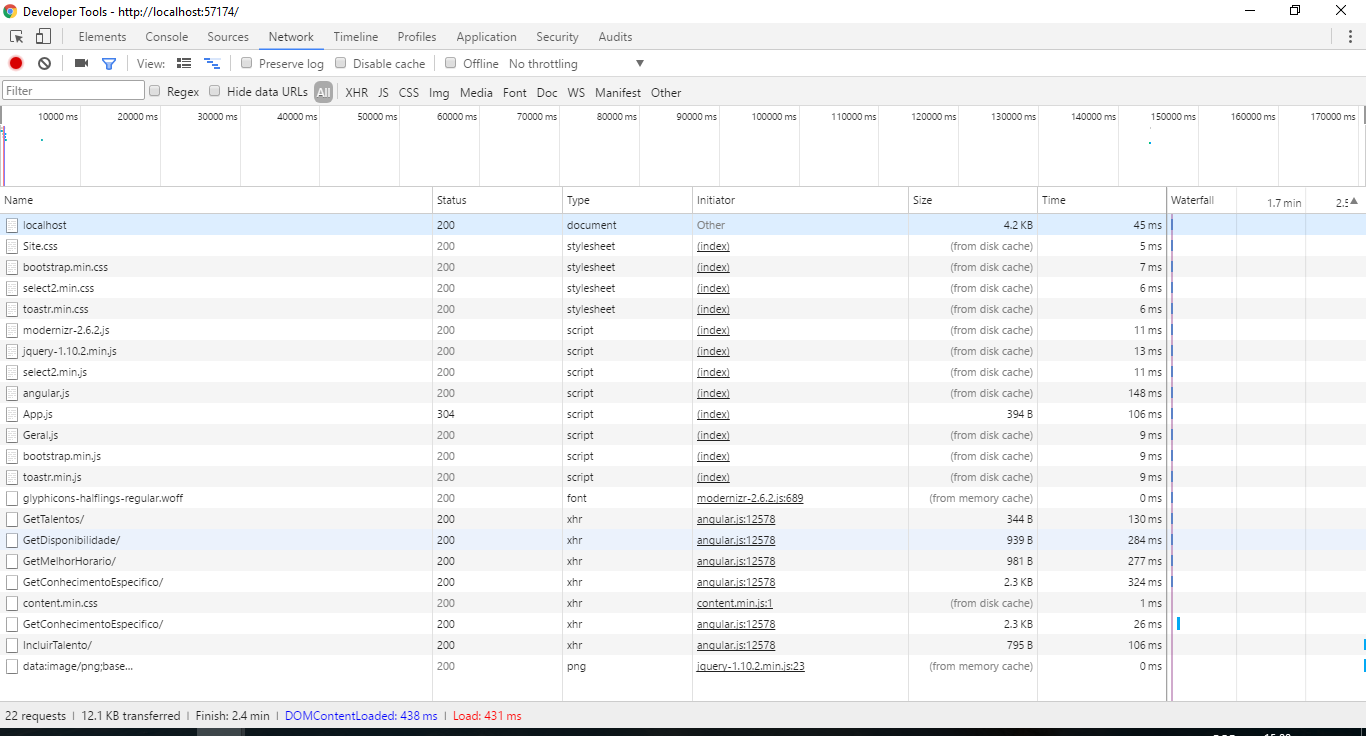 Developer Tools - http://localhost:57174/
Elements Console Sources Network Timeline Profiles Application Security Audits
View: Preserve log Disable cache Offline No throttling
Filter Regex Hide data URLs All XHR JS CSS Img Media Font Doc WS Manifest Other
10000 ms 20000 ms 30000 ms 40000 ms 50000 ms 60000 ms 70000 ms 80000 ms 90000 ms 100000 ms 110000 ms 120000 ms 130000 ms 140000 ms 150000 ms 160000 ms 170000 ms
Name Status Type Initiator Size Time Waterfall 1.7 min
localhost 200 document Other 4.2 KB 45 ms
Site.css 200 stylesheet (index) (from disk cache) 5 ms
bootstrap.min.css 200 stylesheet (index) (from disk cache) 7 ms
select2.min.css 200 stylesheet (index) (from disk cache) 6 ms
toastr.min.css 200 stylesheet (index) (from disk cache) 6 ms
modernizr-2.6.2.js 200 script (index) (from disk cache) 11 ms
jquery-1.10.2.min.js 200 script (index) (from disk cache) 13 ms
select2.min.js 200 script (index) (from disk cache) 11 ms
angular.js 200 script (index) (from disk cache) 148 ms
App.js 304 script (index) 394 B 106 ms
Geral.js 200 script (index) (from disk cache) 9 ms
bootstrap.min.js 200 script (index) (from disk cache) 9 ms
toastr.min.js 200 script (index) (from disk cache) 9 ms
glyphicons-halflings-regular.woff 200 font modernizr-2.6.2.js:689 (from memory cache) 0 ms
GetTalentos/ 200 xhr angular.js:12578 344 B 130 ms
GetDisponibilidade/ 200 xhr angular.js:12578 939 B 284 ms
GetMelhorHorario/ 200 xhr angular.js:12578 981 B 277 ms
GetConhecimentoEspecifico/ 200 xhr angular.js:12578 2.3 KB 324 ms
content.min.css 200 xhr content.min.js:1 (from disk cache) 1 ms
GetConhecimentoEspecifico/ 200 xhr angular.js:12578 2.3 KB 26 ms
IncluirTalento/ 200 xhr angular.js:12578 795 B 106 ms
data:image/png;base... 200 png jquery-1.10.2.min.js:23 (from memory cache) 0 ms
22 requests | 12.1 KB transferred | Finish: 2.4 min | DOMContentLoaded: 438 ms | Load: 431 ms